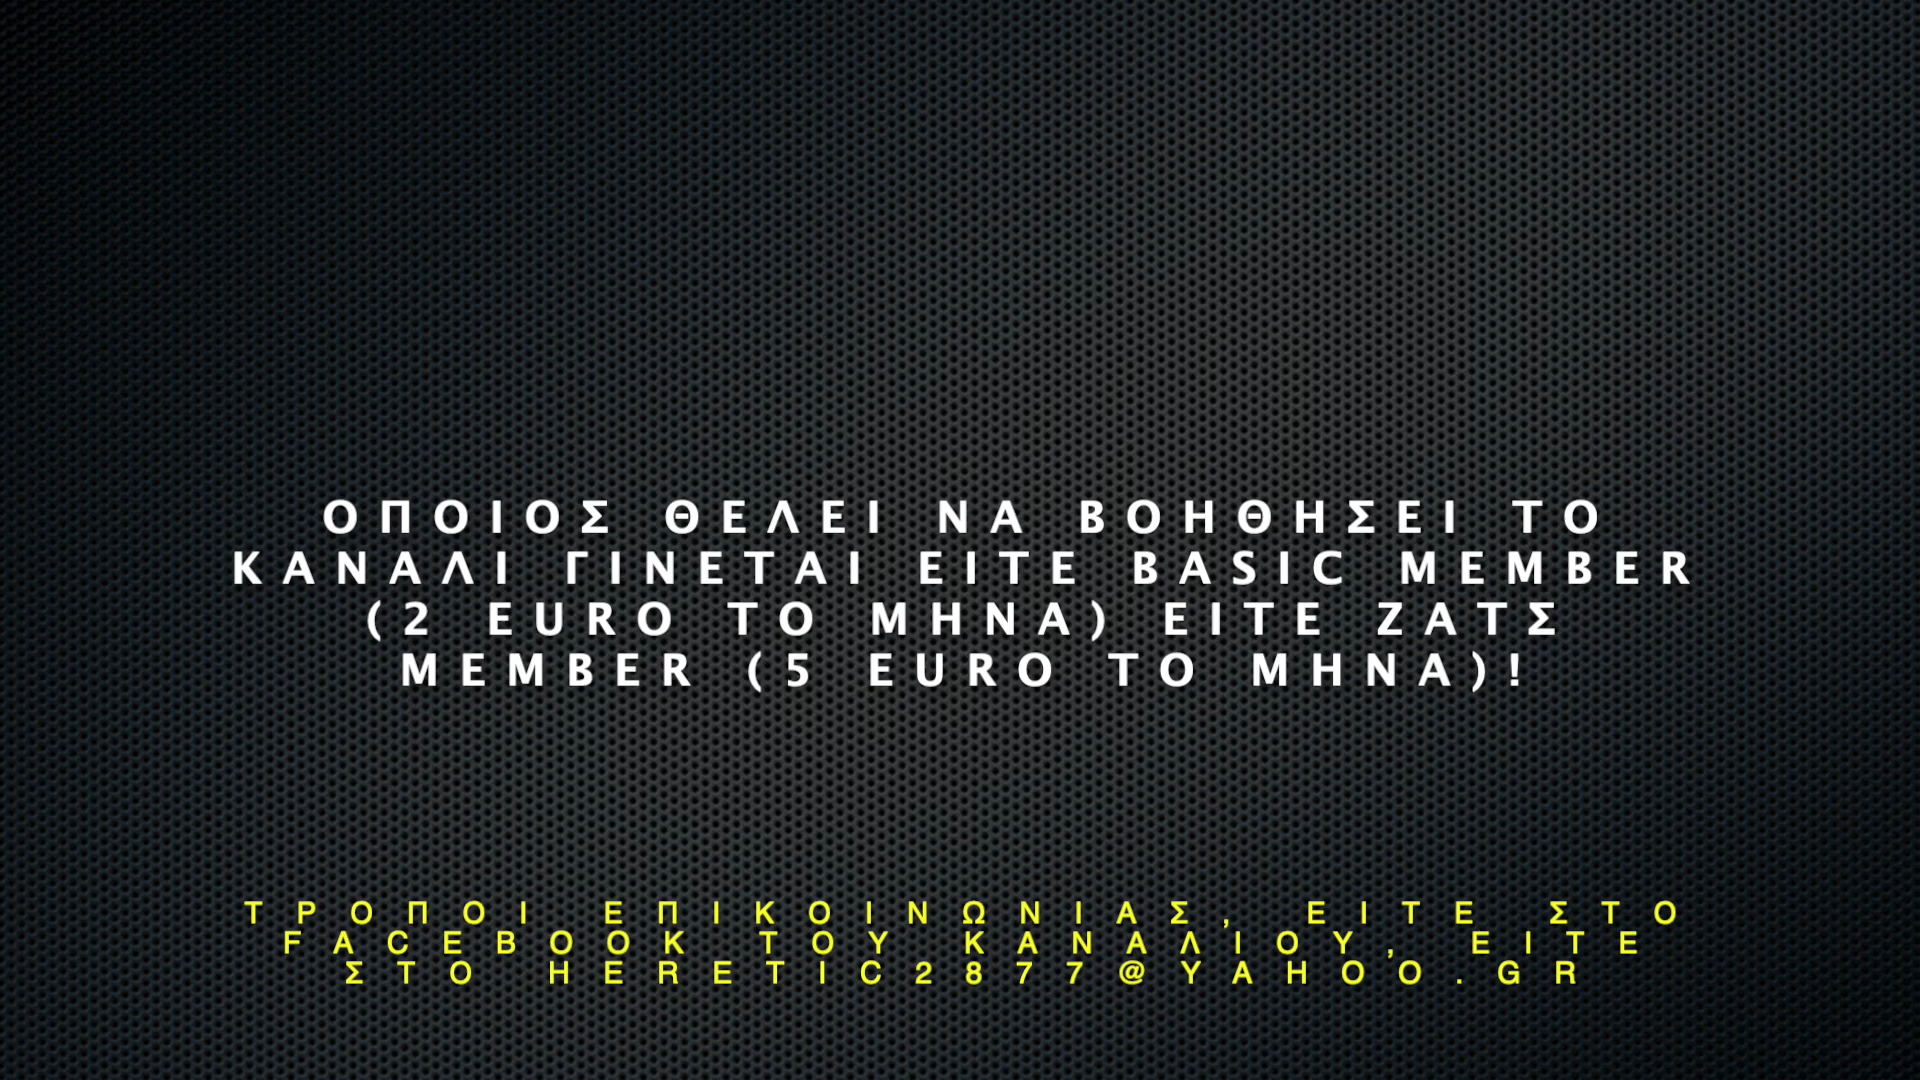 ΟΠΟΙΟΣ ΘΕΛΕΙ ΝΑ ΒΟΗΘΗΣΕΙ ΤΟ
ΚΑΝΑΛΙ ΓΙΝΕΤΑΙ ΕΙΤΕ BASIC MEMBER
(2 EURO ΤΟ ΜΗΝΑ) ΕΙΤΕ ΖΑΤΣ
MEMBER (5 EURO ΤΟ ΜΗΝΑ)!
ΤΡΟΠΟΙ ΕΠΙΚΟΙΝΩΝΙΑΣ, ΕΙΤΕ ΣΤΟ
FACEBOOK ΤΟΥ ΚΑΝΑΛΙΟΥ, ΕΙΤΕ
ΣΤΟ HERETIC2877@YAHOO.GR